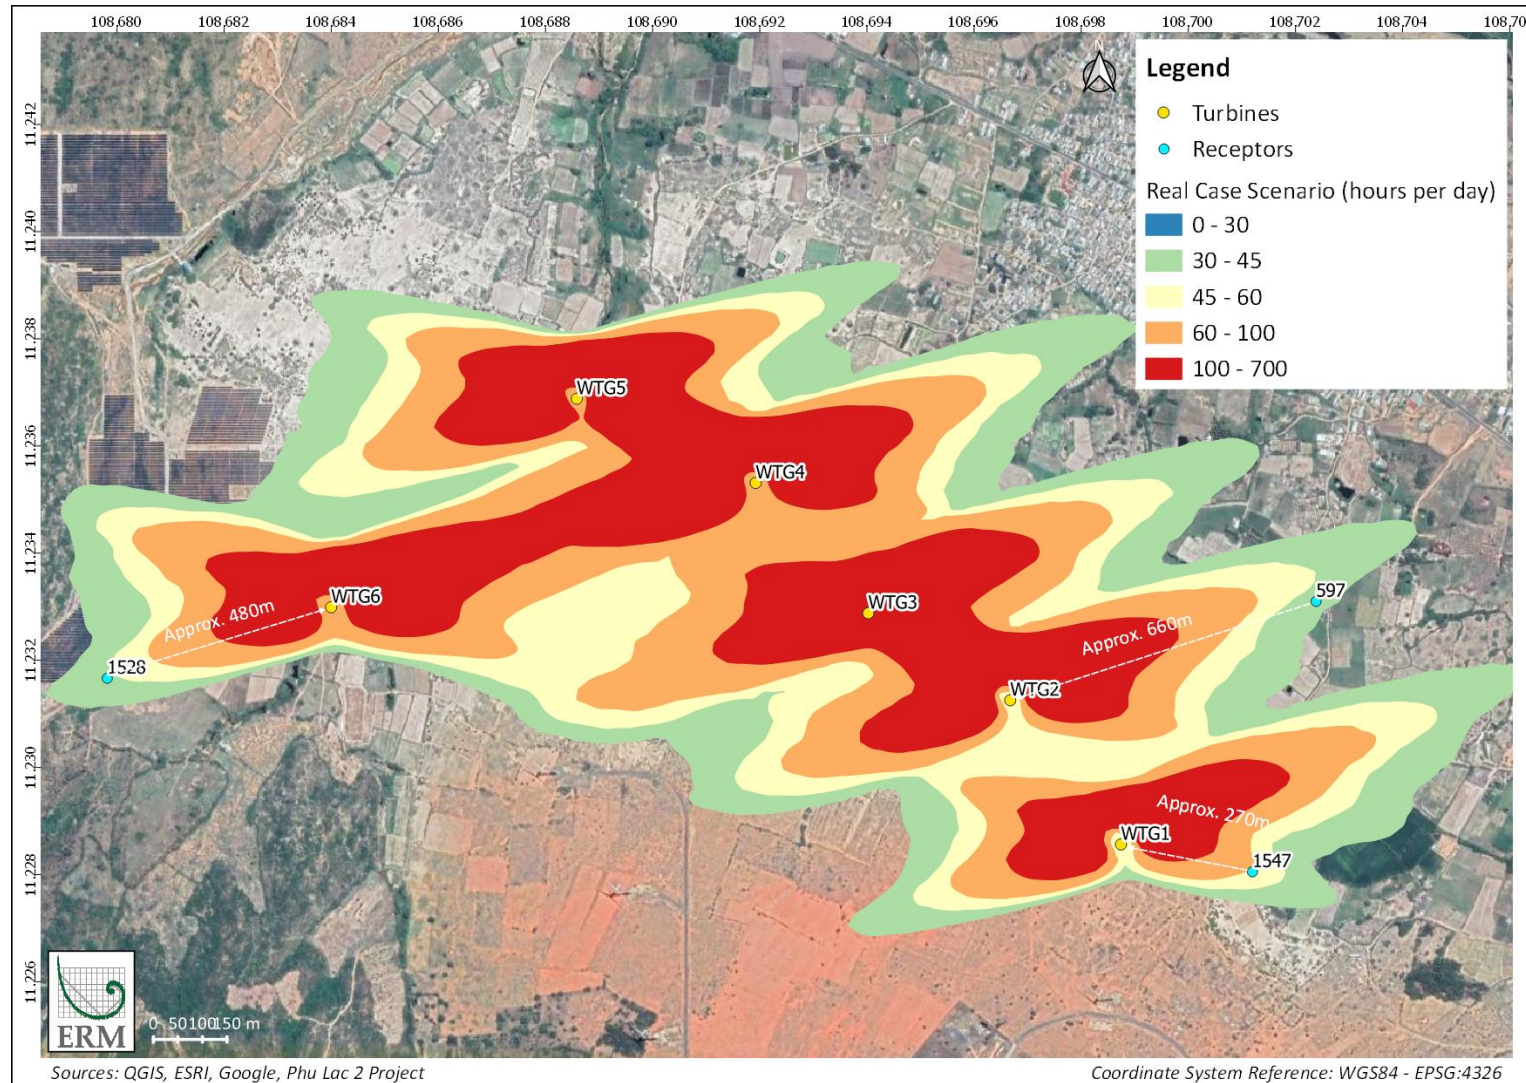 108,680 108,682 108,684 108,686 108,688 108,690 108,692 108,694 108,696 108,698 108,700 108,702 108,704 108,70
11,242
11,240
11,238
11,236
11,234
11,232
11,230
11,228
11,226
Legend
Turbines
Receptors
Real Case Scenario (hours per day)
0 - 30
30 - 45
45 - 60
60 - 100
100 - 700
WTG5
WTG4
WTG6
WTG3
597
Approx. 480m
Approx. 660m
1528
WTG2
Approx. 270m
WTG1
1547
ERM
0 50100150 m
Sources: QGIS, ESRI, Google, Phu Lac 2 Project
Coordinate System Reference: WGS84 - EPSG:4326